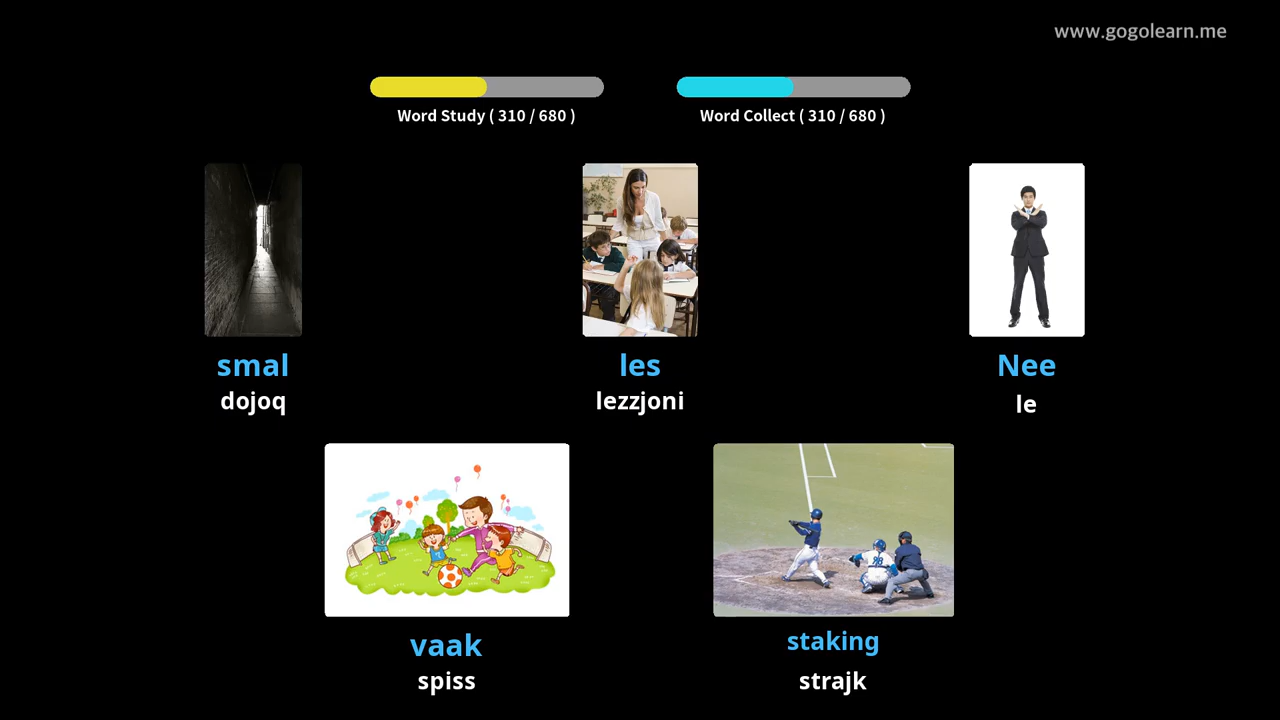 www.gogolearn.me
Word Study ( 310 / 680 )
Word Collect ( 310 / 680 )
smal
dojoq
les
lezzjoni
Nee
le
vaak
spiss
staking
strajk